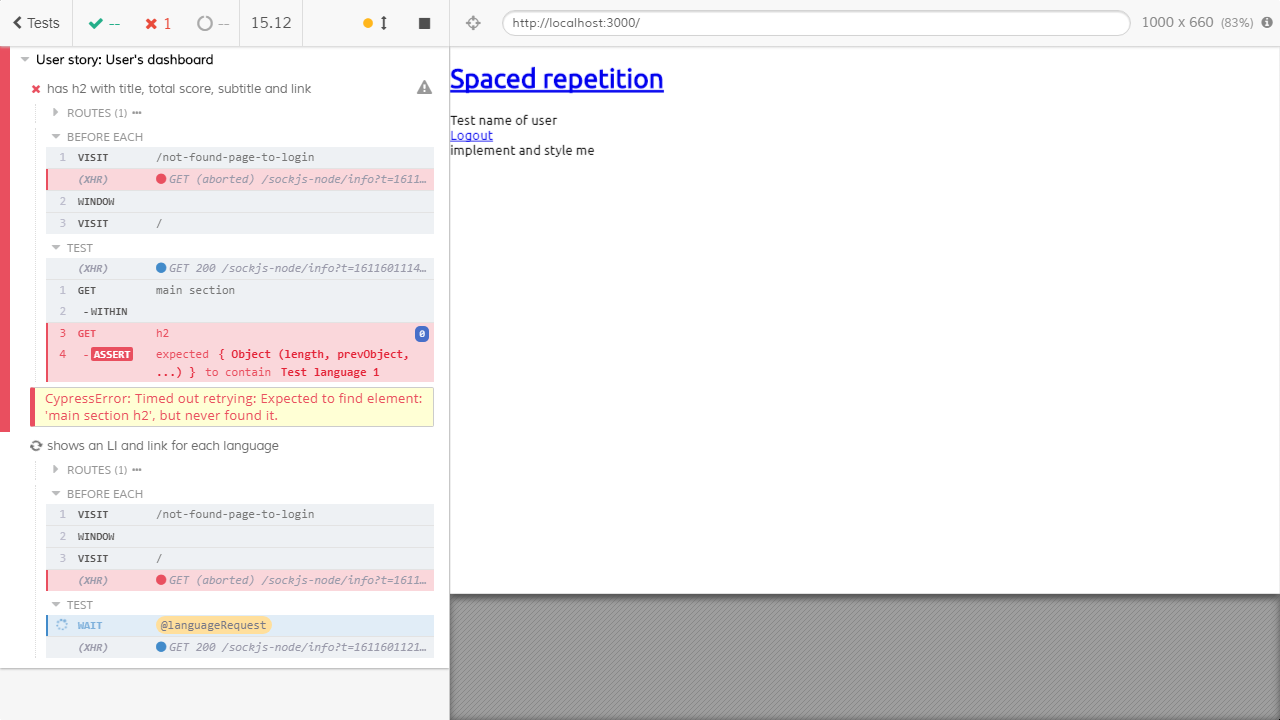 Tests -- 1 -- 15.12
http://localhost:3000/ 1000 x 660 (83%)
User story: User's dashboard
has h2 with title, total score, subtitle and link
ROUTES (1)
BEFORE EACH
1 VISIT /not-found-page-to-login
(XHR) GET (aborted) /sockjs-node/info?t=1611…
2 WINDOW
3 VISIT /
TEST
(XHR) GET 200 /sockjs-node/info?t=1611601114…
1 GET main section
2 -WITHIN
3 GET h2 0
4 -ASSERT expected { Object (length, prevObject,
...) } to contain Test language 1
CypressError: Timed out retrying: Expected to find element:
'main section h2', but never found it.
shows an LI and link for each language
ROUTES (1)
BEFORE EACH
1 VISIT /not-found-page-to-login
2 WINDOW
3 VISIT /
(XHR) GET (aborted) /sockjs-node/info?t=1611…
TEST
WAIT @languageRequest
(XHR) GET 200 /sockjs-node/info?t=1611601121…
Spaced repetition
Test name of user
Logout
implement and style me